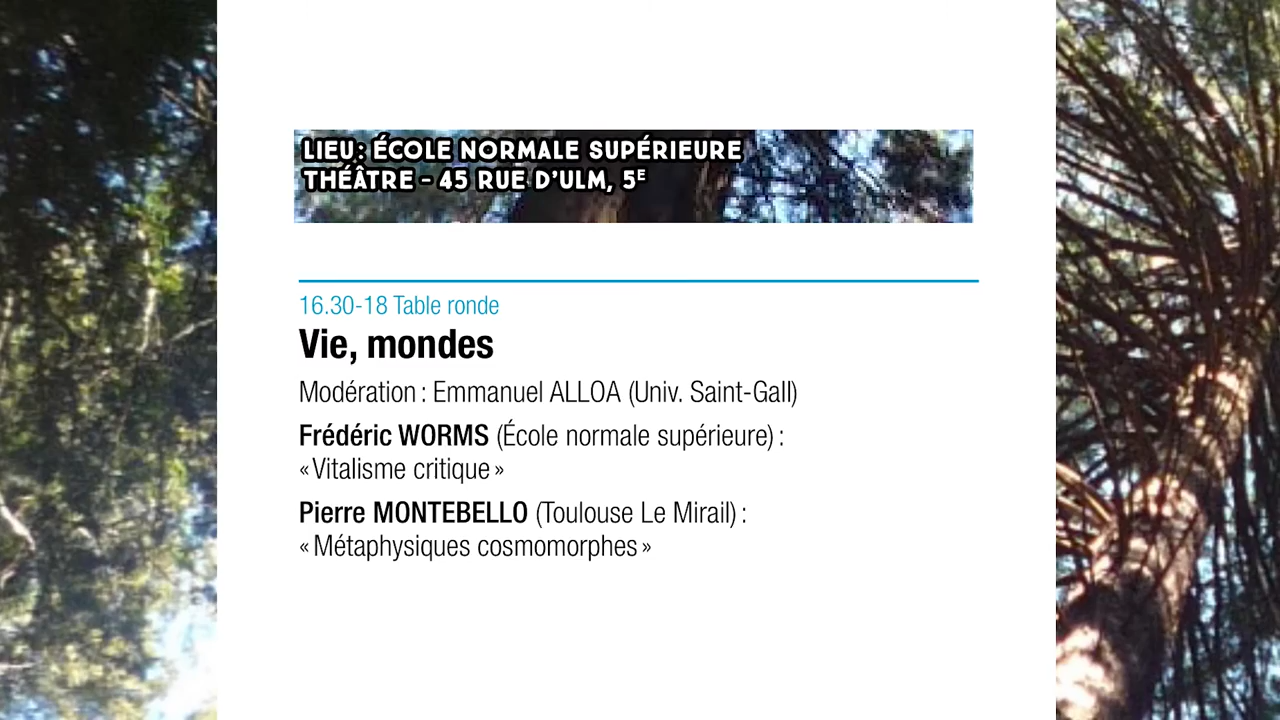 LIEU: ÉCOLE NORMALE SUPÉRIEURE
THÉÂTRE - 45 RUE D'ULM, 5E
16.30-18 Table ronde
Vie, mondes
Modération : Emmanuel ALLOA (Univ. Saint-Gall)
Frédéric WORMS (École normale supérieure) :
« Vitalisme critique »
Pierre MONTEBELLO (Toulouse Le Mirail) :
« Métaphysiques cosmomorphes »